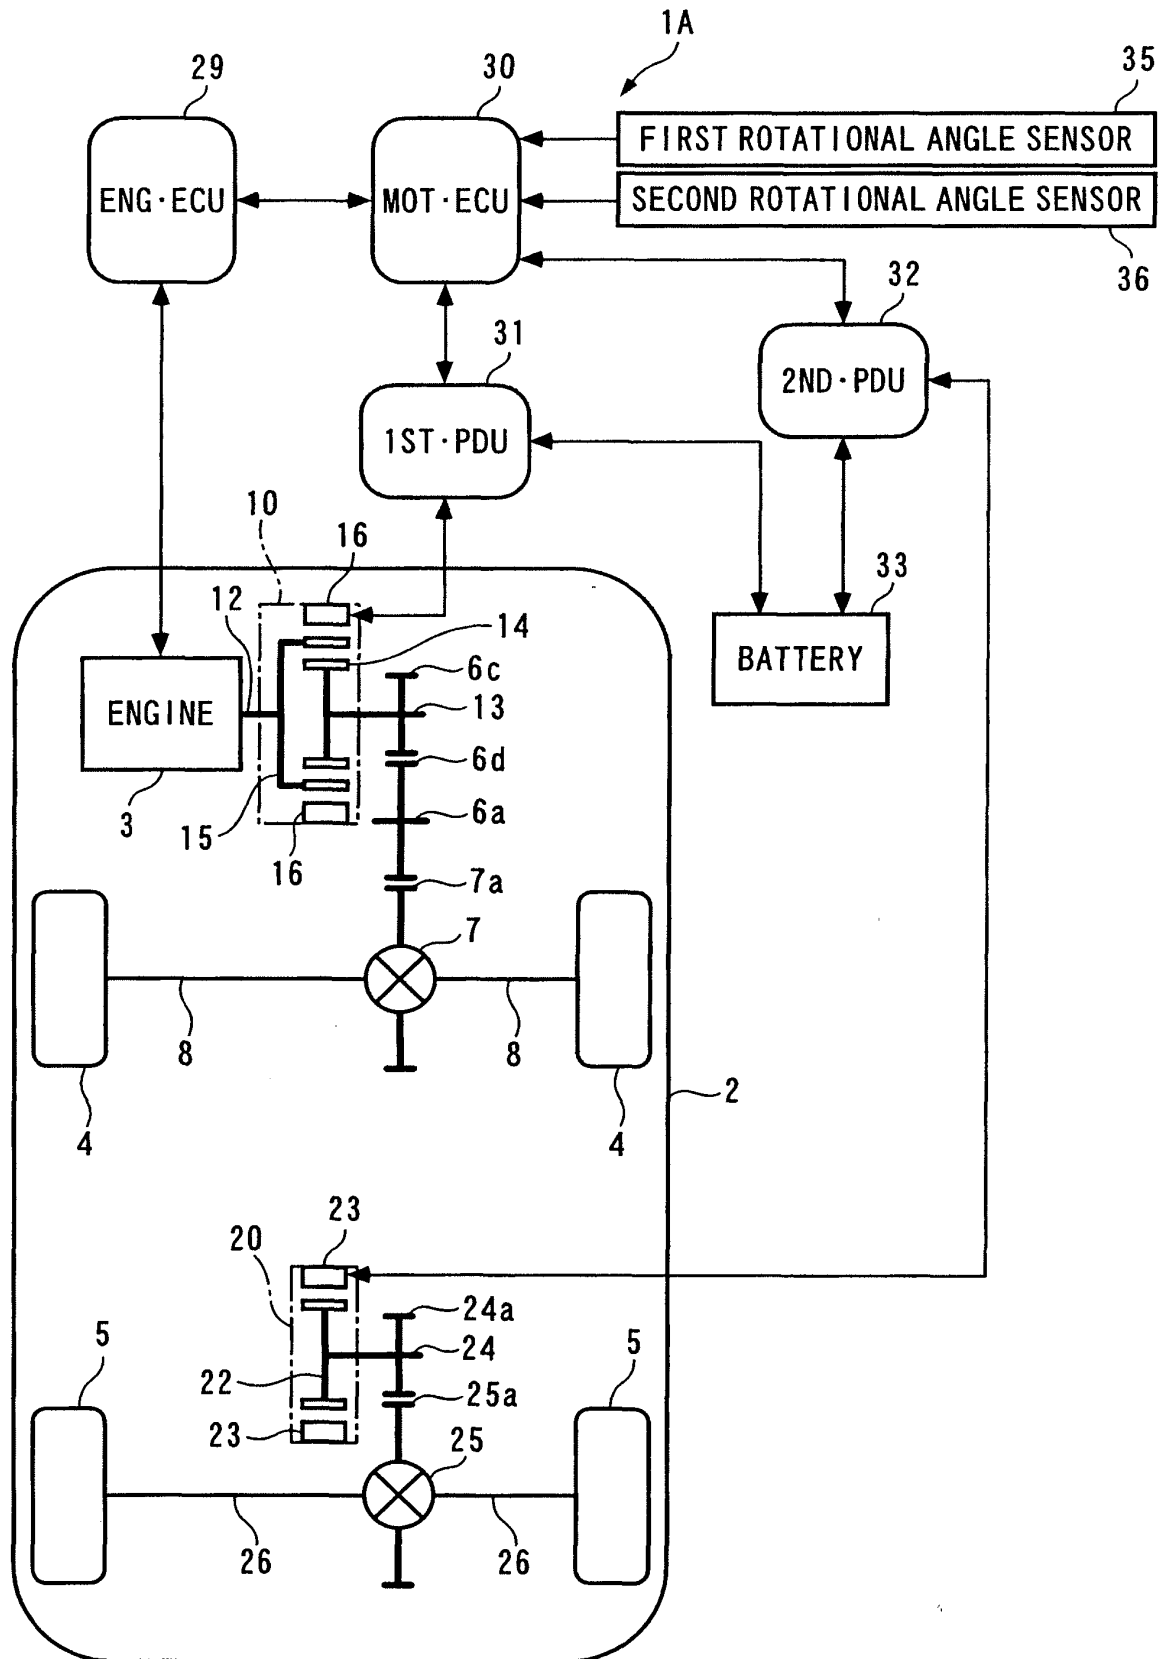 1A
29
30
35
FIRST ROTATIONAL ANGLE SENSOR
ENG·ECU
MOT·ECU
SECOND ROTATIONAL ANGLE SENSOR
36
32
31
2ND·PDU
1ST·PDU
10
16
33
12
14
BATTERY
6c
ENGINE
13
6d
3
15
6a
16
7a
7
8
8
2
4
4
23
20
24a
5
24
5
22
25a
23
25
26
26